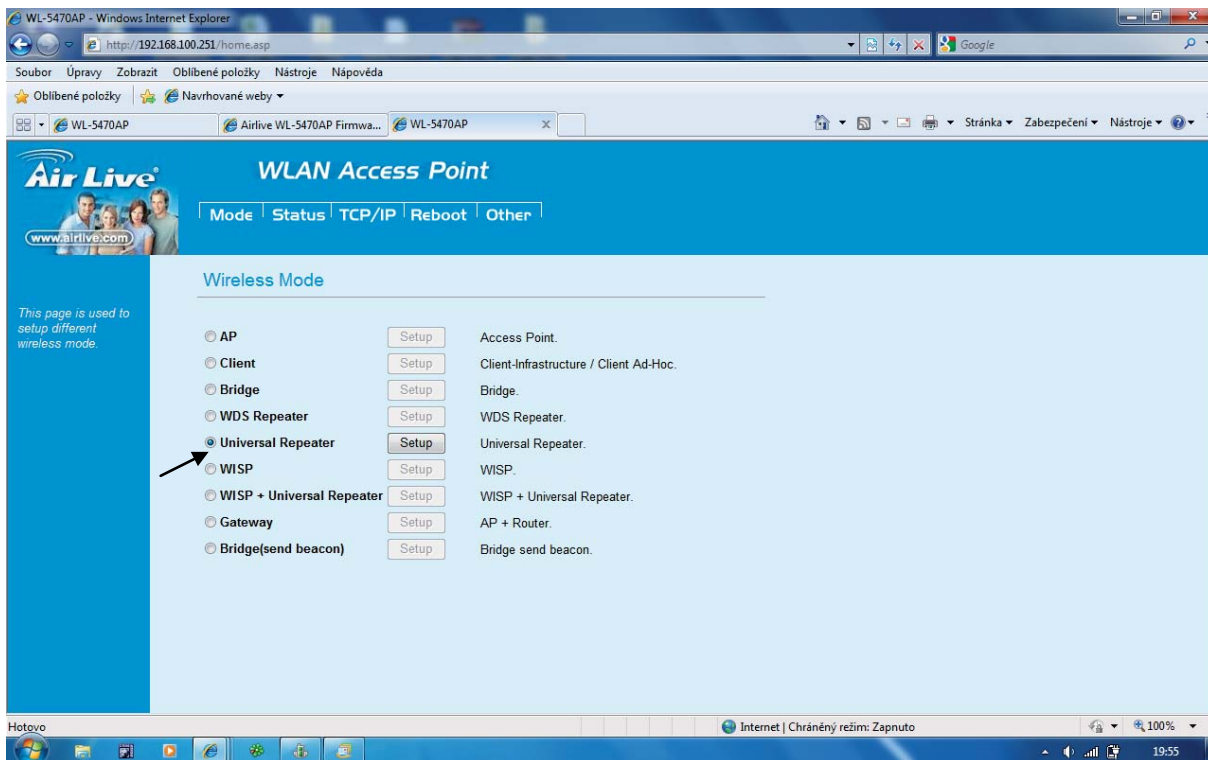 WL-5470AP - Windows Internet Explorer
http://192.168.100.251/home.asp
Google
Soubor Úpravy Zobrazit Oblíbené položky Nástroje Nápověda
Oblíbené položky Navrhované weby
WL-5470AP Airlive WL-5470AP Firmwa... WL-5470AP Stránka Zabezpečení Nástroje
Air Live
www.airlive.com
WLAN Access Point
Mode Status TCP/IP Reboot Other
This page is used to
setup different
wireless mode.
Wireless Mode
AP Setup Access Point.
Client Setup Client-Infrastructure / Client Ad-Hoc.
Bridge Setup Bridge.
WDS Repeater Setup WDS Repeater.
Universal Repeater Setup Universal Repeater.
WISP Setup WISP.
WISP + Universal Repeater Setup WISP + Universal Repeater.
Gateway Setup AP + Router.
Bridge(send beacon) Setup Bridge send beacon.
Hotovo Internet | Chráněný režim: Zapnuto 100%
19:55